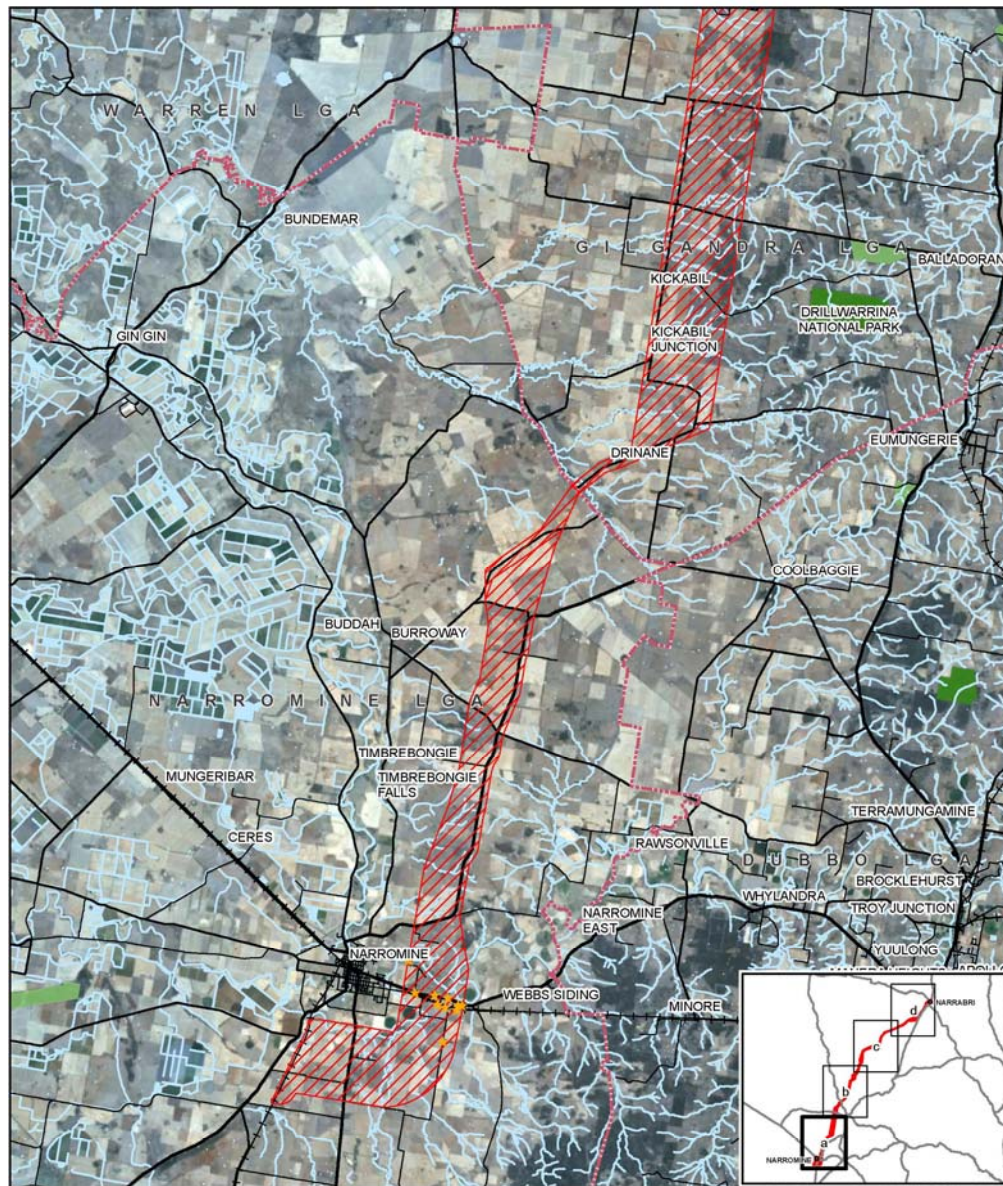 WARREN LGA
BUNDEMAR
GILGANDRA LGA
BALLADORAN
KICKABIL
DRILLWARRINA
NATIONAL PARK
KICKABIL
JUNCTION
GIN GIN
EUMUNGERIE
DRINANE
COOLBAGGIE
BUDDAH
BURROWAY
NARROMINE LGA
TIMBREBONGIE
MUNGERIBAR
TIMBREBONGIE
FALLS
CERES
TERRAMUNGAMINE
RAWSONVILLE
DUBBO LGA
BROCKLEHURST
WHYLANDRA
TROY JUNCTION
NARROMINE
EAST
YUULONG
NARROMINE
WEBBS SIDING
MINORE
NARRABRI
d
c
b
a
NARROMINE